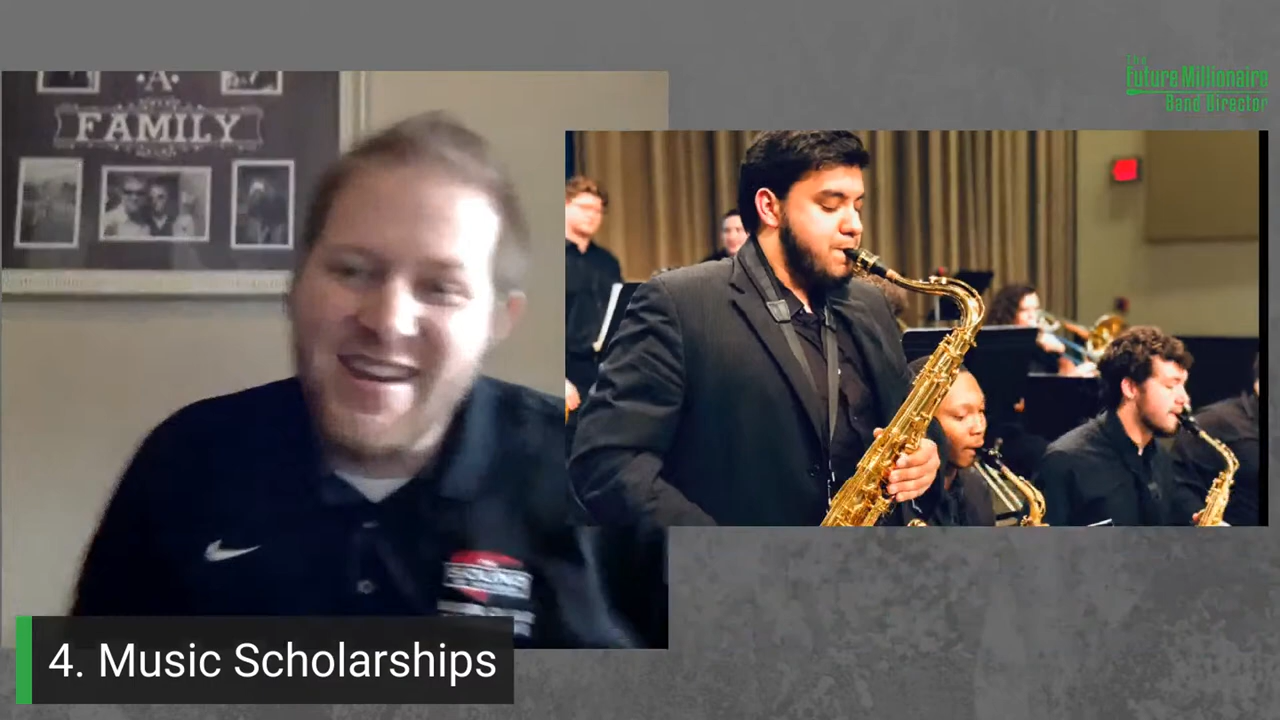 The
Future Millionaire
Band Director
·A·
FAMILY
4. Music Scholarships